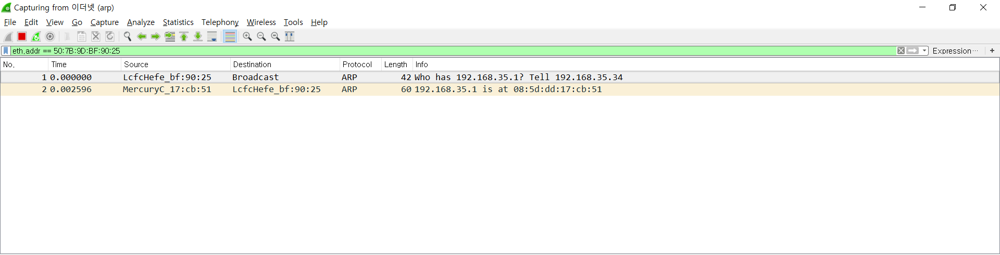 Capturing from 이더넷 (arp)
File Edit View Go Capture Analyze Statistics Telephony Wireless Tools Help
eth.addr == 50:7B:9D:BF:90:25 Expression… +
No. Time Source Destination Protocol Length Info
1 0.000000 LcfcHefe_bf:90:25 Broadcast ARP 42 Who has 192.168.35.1? Tell 192.168.35.34
2 0.002596 MercuryC_17:cb:51 LcfcHefe_bf:90:25 ARP 60 192.168.35.1 is at 08:5d:dd:17:cb:51